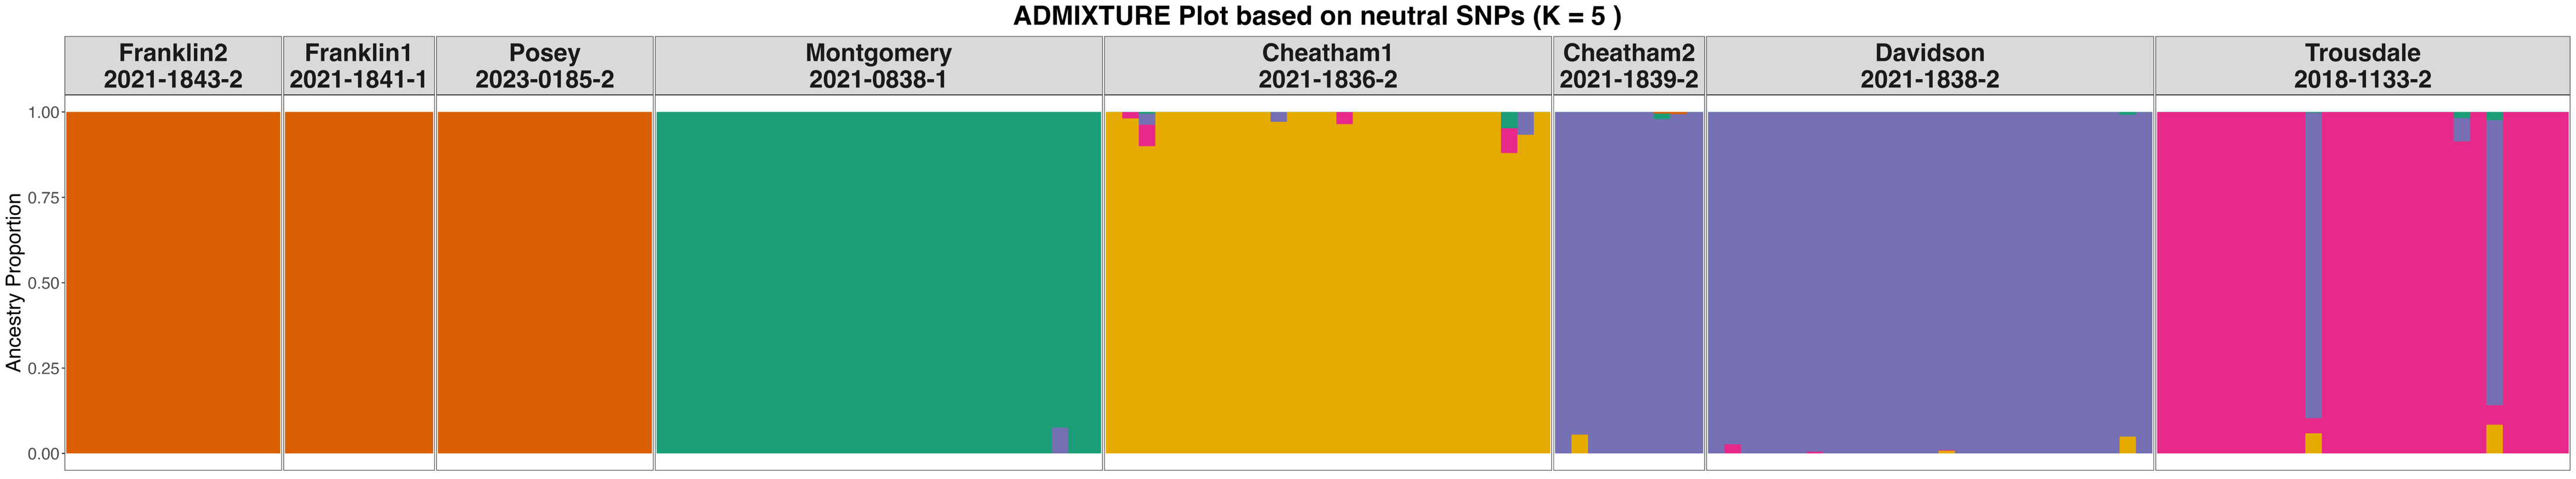 ADMIXTURE Plot based on neutral SNPs (K = 5 )
Franklin2
2021-1843-2
Franklin1
2021-1841-1
Posey
2023-0185-2
Montgomery
2021-0838-1
Cheatham1
2021-1836-2
Cheatham2
2021-1839-2
Davidson
2021-1838-2
Trousdale
2018-1133-2
Ancestry Proportion
1.00
0.75
0.50
0.25
0.00